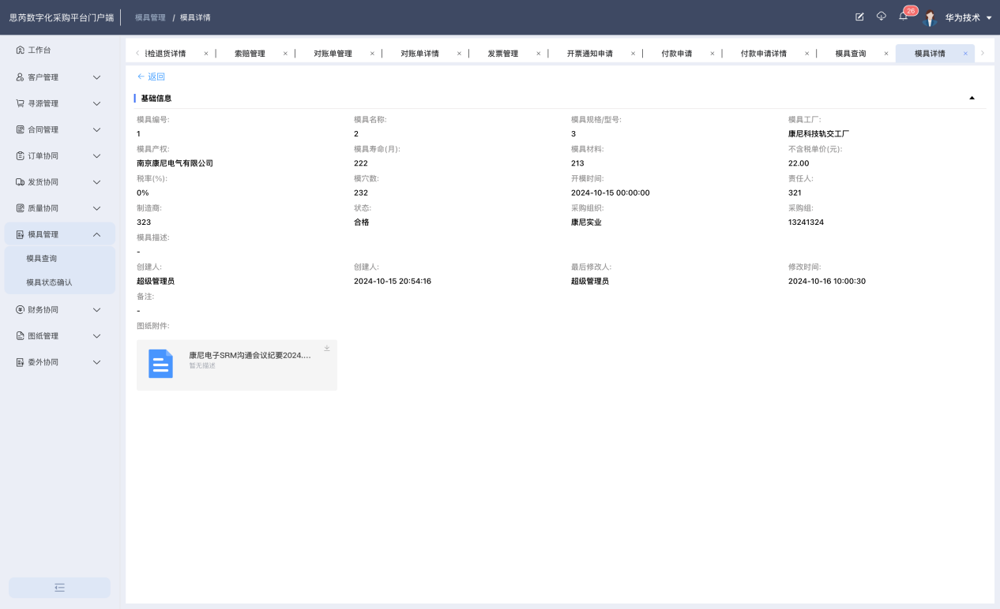 思芮数字化采购平台门户端 模具管理 / 模具详情 26 华为技术
工作台
客户管理
寻源管理
合同管理
订单协同
发货协同
质量协同
模具管理
模具查询
模具状态确认
财务协同
图纸管理
委外协同
检退货详情 × 索赔管理 × 对账单管理 × 对账单详情 × 发票管理 × 开票通知申请 × 付款申请 × 付款申请详情 × 模具查询 × 模具详情 ×
返回
基础信息
模具编号: 模具名称: 模具规格/型号: 模具工厂:
1 2 3 康尼科技轨交工厂
模具产权: 模具寿命(月): 模具材料: 不含税单价(元):
南京康尼电气有限公司 222 213 22.00
税率(%): 模穴数: 开模时间: 责任人:
0% 232 2024-10-15 00:00:00 321
制造商: 状态: 采购组织: 采购组:
323 合格 康尼实业 13241324
模具描述:
-
创建人: 创建人: 最后修改人: 修改时间:
超级管理员 2024-10-15 20:54:16 超级管理员 2024-10-16 10:00:30
备注:
-
图纸附件:
康尼电子SRM沟通会议纪要2024....
暂无描述